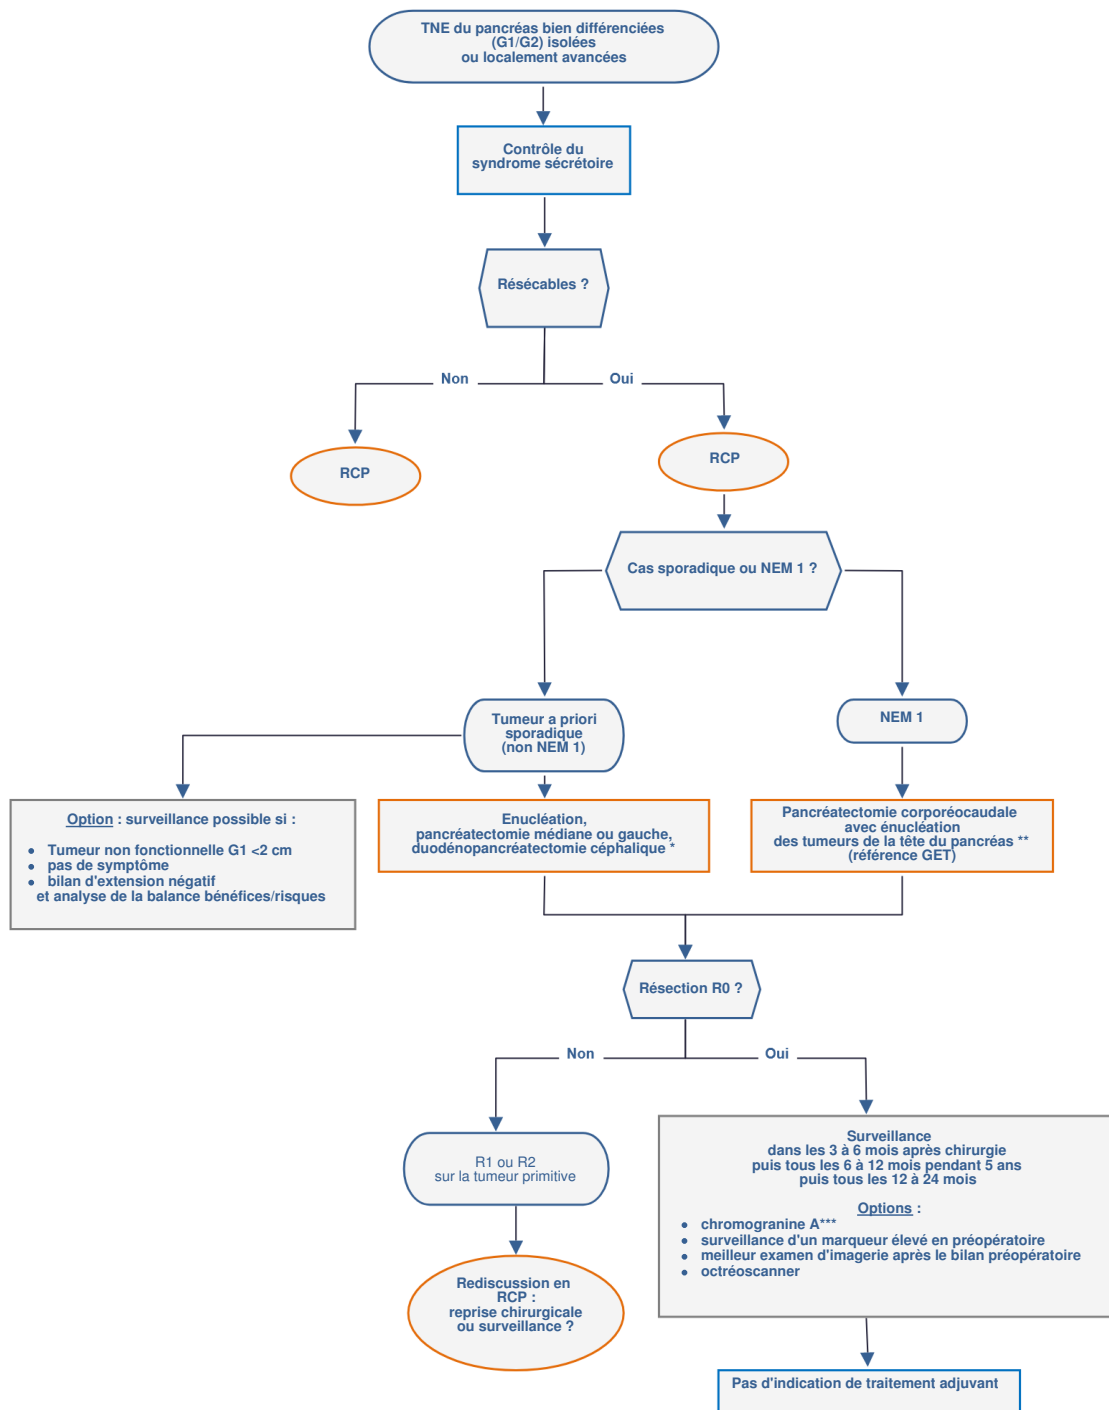 TNE du pancréas bien différenciées
(G1/G2) isolées
ou localement avancées
Contrôle du
syndrome sécrétoire
Résécables ?
Non
Oui
RCP
RCP
Cas sporadique ou NEM 1 ?
Tumeur a priori
sporadique
(non NEM 1)
NEM 1
Option : surveillance possible si :
● Tumeur non fonctionnelle G1 <2 cm
● pas de symptôme
● bilan d'extension négatif
et analyse de la balance bénéfices/risques
Enucléation,
pancréatectomie médiane ou gauche,
duodénopancréatectomie céphalique *
Pancréatectomie corporéocaudale
avec énucléation
des tumeurs de la tête du pancréas **
(référence GET)
Résection R0 ?
Non
Oui
R1 ou R2
sur la tumeur primitive
Surveillance
dans les 3 à 6 mois après chirurgie
puis tous les 6 à 12 mois pendant 5 ans
puis tous les 12 à 24 mois
Options :
● chromogranine A***
● surveillance d'un marqueur élevé en préopératoire
● meilleur examen d'imagerie après le bilan préopératoire
● octréoscanner
Rediscussion en
RCP :
reprise chirurgicale
ou surveillance ?
Pas d'indication de traitement adjuvant